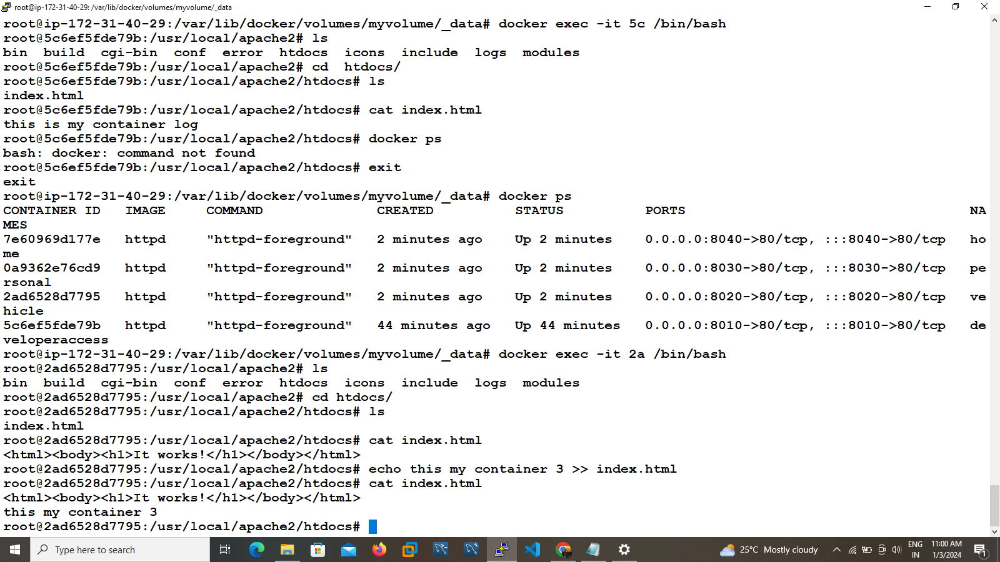 root@ip-172-31-40-29: /var/lib/docker/volumes/myvolume/_data
root@ip-172-31-40-29:/var/lib/docker/volumes/myvolume/_data# docker exec -it 5c /bin/bash
root@5c6ef5fde79b:/usr/local/apache2# ls
bin  build  cgi-bin  conf  error  htdocs  icons  include  logs  modules
root@5c6ef5fde79b:/usr/local/apache2# cd  htdocs/
root@5c6ef5fde79b:/usr/local/apache2/htdocs# ls
index.html
root@5c6ef5fde79b:/usr/local/apache2/htdocs# cat index.html
this is my container log
root@5c6ef5fde79b:/usr/local/apache2/htdocs# docker ps
bash: docker: command not found
root@5c6ef5fde79b:/usr/local/apache2/htdocs# exit
exit
root@ip-172-31-40-29:/var/lib/docker/volumes/myvolume/_data# docker ps
CONTAINER ID   IMAGE     COMMAND              CREATED          STATUS          PORTS                                   NA
MES
7e60969d177e   httpd     "httpd-foreground"   2 minutes ago    Up 2 minutes    0.0.0.0:8040->80/tcp, :::8040->80/tcp   ho
me
0a9362e76cd9   httpd     "httpd-foreground"   2 minutes ago    Up 2 minutes    0.0.0.0:8030->80/tcp, :::8030->80/tcp   pe
rsonal
2ad6528d7795   httpd     "httpd-foreground"   2 minutes ago    Up 2 minutes    0.0.0.0:8020->80/tcp, :::8020->80/tcp   ve
hicle
5c6ef5fde79b   httpd     "httpd-foreground"   44 minutes ago   Up 44 minutes   0.0.0.0:8010->80/tcp, :::8010->80/tcp   de
veloperaccess
root@ip-172-31-40-29:/var/lib/docker/volumes/myvolume/_data# docker exec -it 2a /bin/bash
root@2ad6528d7795:/usr/local/apache2# ls
bin  build  cgi-bin  conf  error  htdocs  icons  include  logs  modules
root@2ad6528d7795:/usr/local/apache2# cd htdocs/
root@2ad6528d7795:/usr/local/apache2/htdocs# ls
index.html
root@2ad6528d7795:/usr/local/apache2/htdocs# cat index.html
<html><body><h1>It works!</h1></body></html>
root@2ad6528d7795:/usr/local/apache2/htdocs# echo this my container 3 >> index.html
root@2ad6528d7795:/usr/local/apache2/htdocs# cat index.html
<html><body><h1>It works!</h1></body></html>
this my container 3
root@2ad6528d7795:/usr/local/apache2/htdocs#
Type here to search
25°C  Mostly cloudy
ENG
IN
11:00 AM
1/3/2024
1